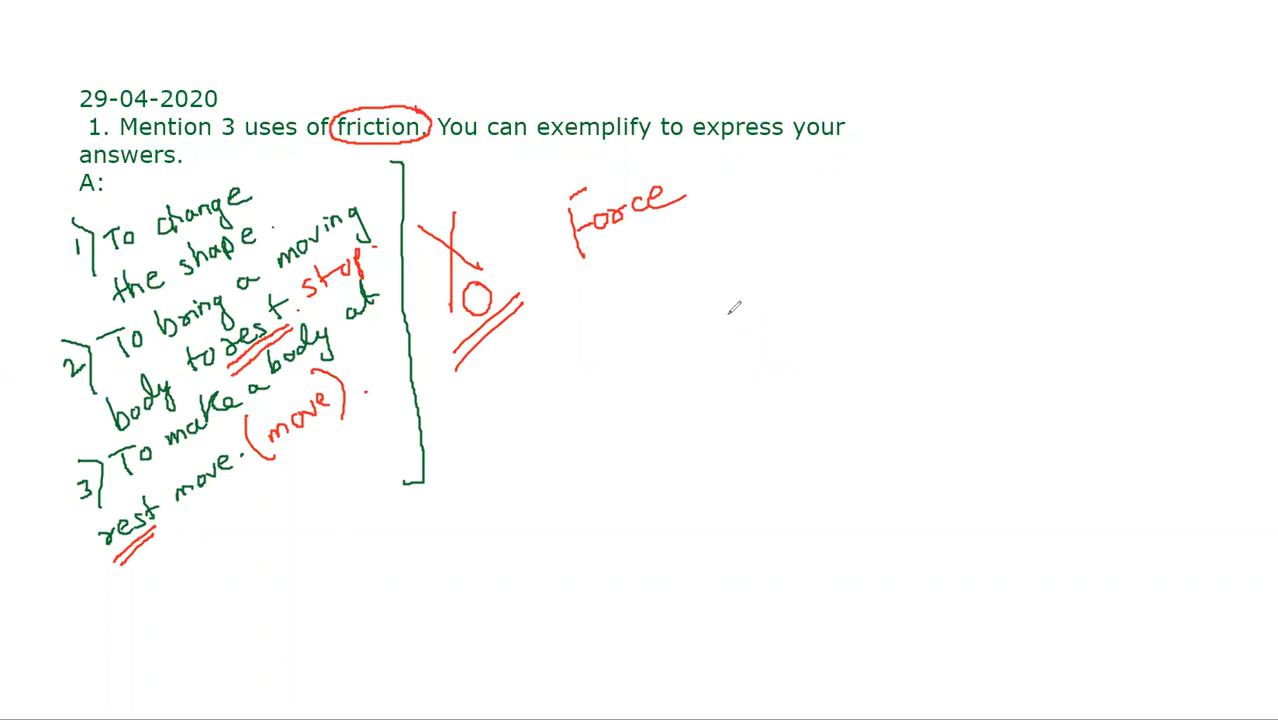 29-04-2020
1. Mention 3 uses of friction. You can exemplify to express your
answers.
A:
1) To change
the shape.
2) To bring a moving
body to rest. stop.
3) To make a body at
rest move. (move).
Force